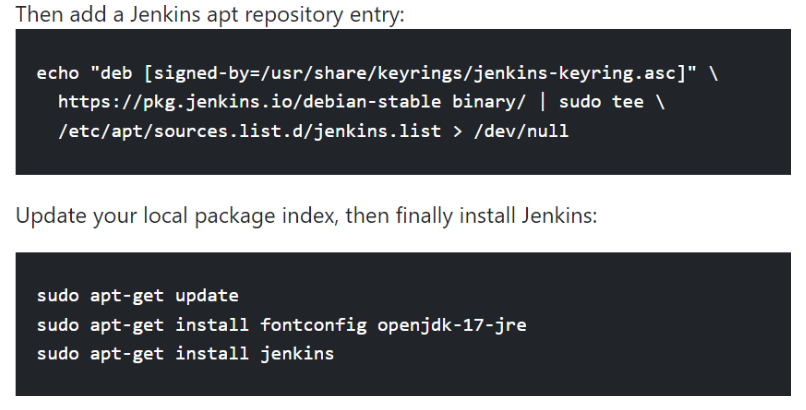 Then add a Jenkins apt repository entry:
echo "deb [signed-by=/usr/share/keyrings/jenkins-keyring.asc]" \
https://pkg.jenkins.io/debian-stable binary/ | sudo tee \
/etc/apt/sources.list.d/jenkins.list > /dev/null
Update your local package index, then finally install Jenkins:
sudo apt-get update
sudo apt-get install fontconfig openjdk-17-jre
sudo apt-get install jenkins